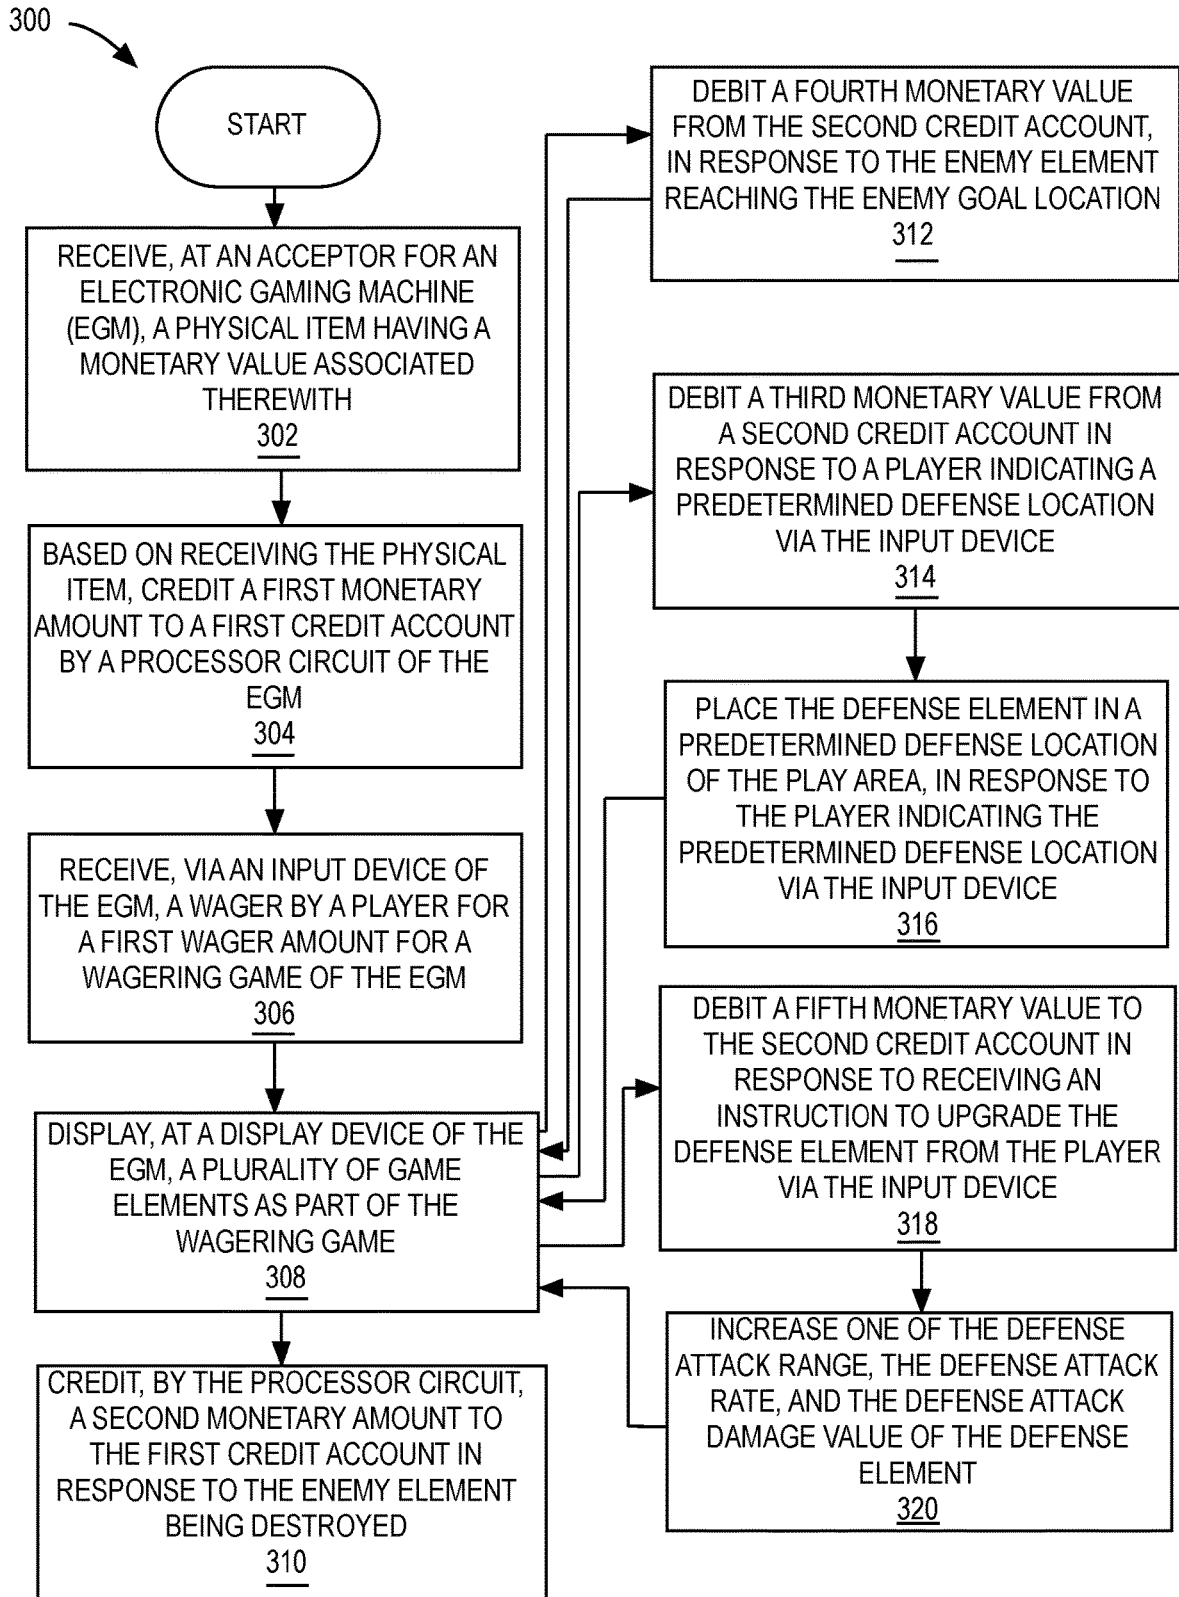 300
START
RECEIVE, AT AN ACCEPTOR FOR AN
ELECTRONIC GAMING MACHINE
(EGM), A PHYSICAL ITEM HAVING A
MONETARY VALUE ASSOCIATED
THEREWITH
302
BASED ON RECEIVING THE PHYSICAL
ITEM, CREDIT A FIRST MONETARY
AMOUNT TO A FIRST CREDIT ACCOUNT
BY A PROCESSOR CIRCUIT OF THE
EGM
304
RECEIVE, VIA AN INPUT DEVICE OF
THE EGM, A WAGER BY A PLAYER FOR
A FIRST WAGER AMOUNT FOR A
WAGERING GAME OF THE EGM
306
DISPLAY, AT A DISPLAY DEVICE OF THE
EGM, A PLURALITY OF GAME
ELEMENTS AS PART OF THE
WAGERING GAME
308
CREDIT, BY THE PROCESSOR CIRCUIT,
A SECOND MONETARY AMOUNT TO
THE FIRST CREDIT ACCOUNT IN
RESPONSE TO THE ENEMY ELEMENT
BEING DESTROYED
310
DEBIT A FOURTH MONETARY VALUE
FROM THE SECOND CREDIT ACCOUNT,
IN RESPONSE TO THE ENEMY ELEMENT
REACHING THE ENEMY GOAL LOCATION
312
DEBIT A THIRD MONETARY VALUE FROM
A SECOND CREDIT ACCOUNT IN
RESPONSE TO A PLAYER INDICATING A
PREDETERMINED DEFENSE LOCATION
VIA THE INPUT DEVICE
314
PLACE THE DEFENSE ELEMENT IN A
PREDETERMINED DEFENSE LOCATION
OF THE PLAY AREA, IN RESPONSE TO
THE PLAYER INDICATING THE
PREDETERMINED DEFENSE LOCATION
VIA THE INPUT DEVICE
316
DEBIT A FIFTH MONETARY VALUE TO
THE SECOND CREDIT ACCOUNT IN
RESPONSE TO RECEIVING AN
INSTRUCTION TO UPGRADE THE
DEFENSE ELEMENT FROM THE PLAYER
VIA THE INPUT DEVICE
318
INCREASE ONE OF THE DEFENSE
ATTACK RANGE, THE DEFENSE ATTACK
RATE, AND THE DEFENSE ATTACK
DAMAGE VALUE OF THE DEFENSE
ELEMENT
320